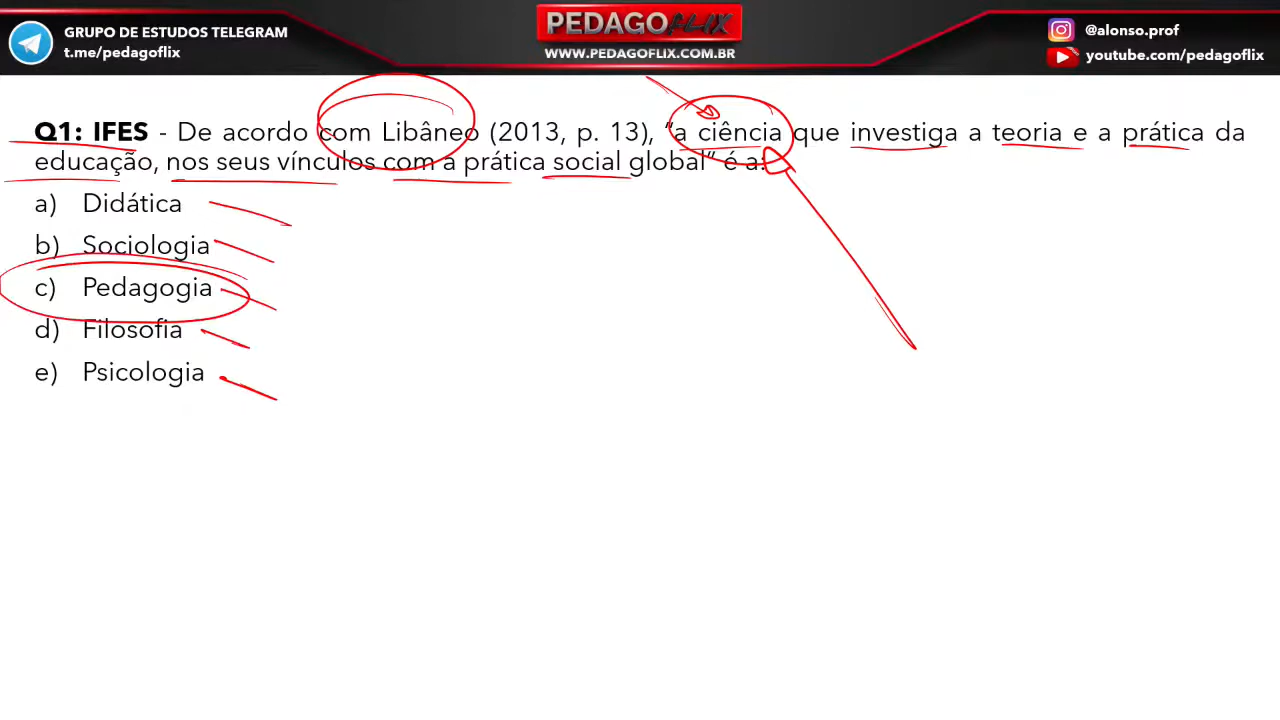 GRUPO DE ESTUDOS TELEGRAM
t.me/pedagoflix
PEDAGOFLIX
WWW.PEDAGOFLIX.COM.BR
@alonso.prof
youtube.com/pedagoflix
Q1: IFES - De acordo com Libâneo (2013, p. 13), “a ciência que investiga a teoria e a prática da
educação, nos seus vínculos com a prática social global” é a:
a) Didática
b) Sociologia
c) Pedagogia
d) Filosofia
e) Psicologia